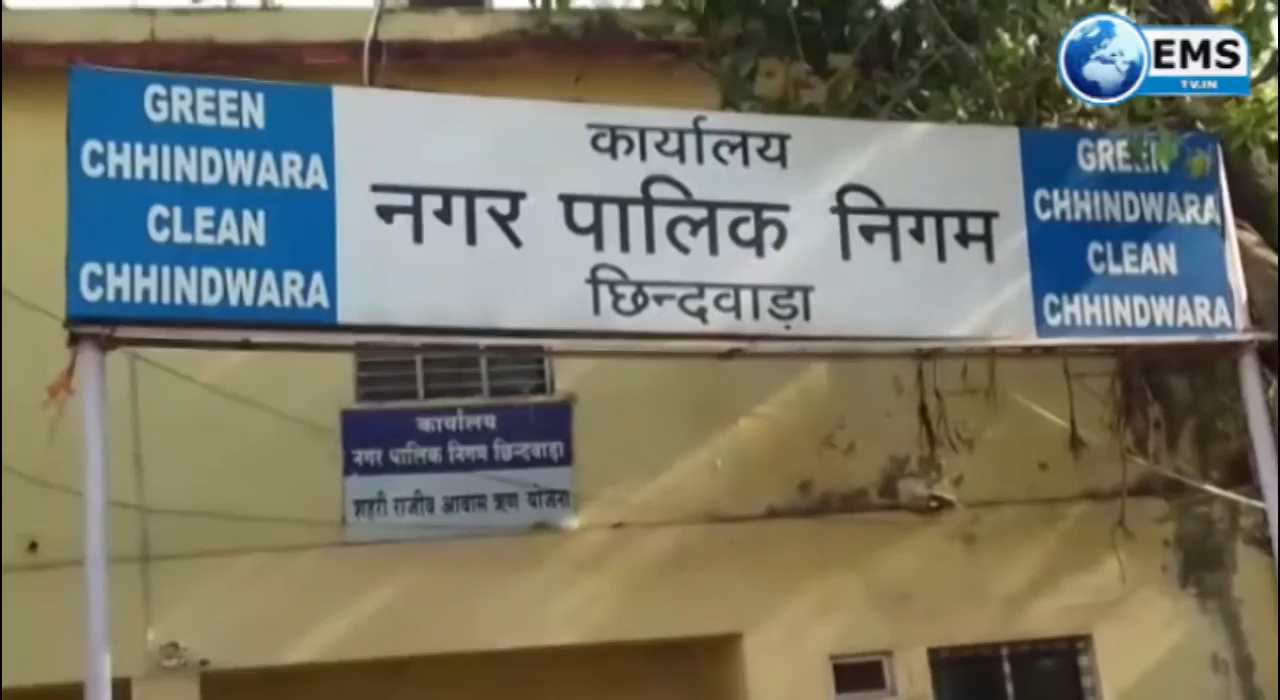 EMS
TV.IN
GREEN
CHHINDWARA
CLEAN
CHHINDWARA
कार्यालय
नगर पालिक निगम
छिन्दवाड़ा
GREEN
CHHINDWARA
CLEAN
CHHINDWARA
कार्यालय
नगर पालिक निगम छिन्दवाड़ा
शहरी राजीव आवास ऋण योजना